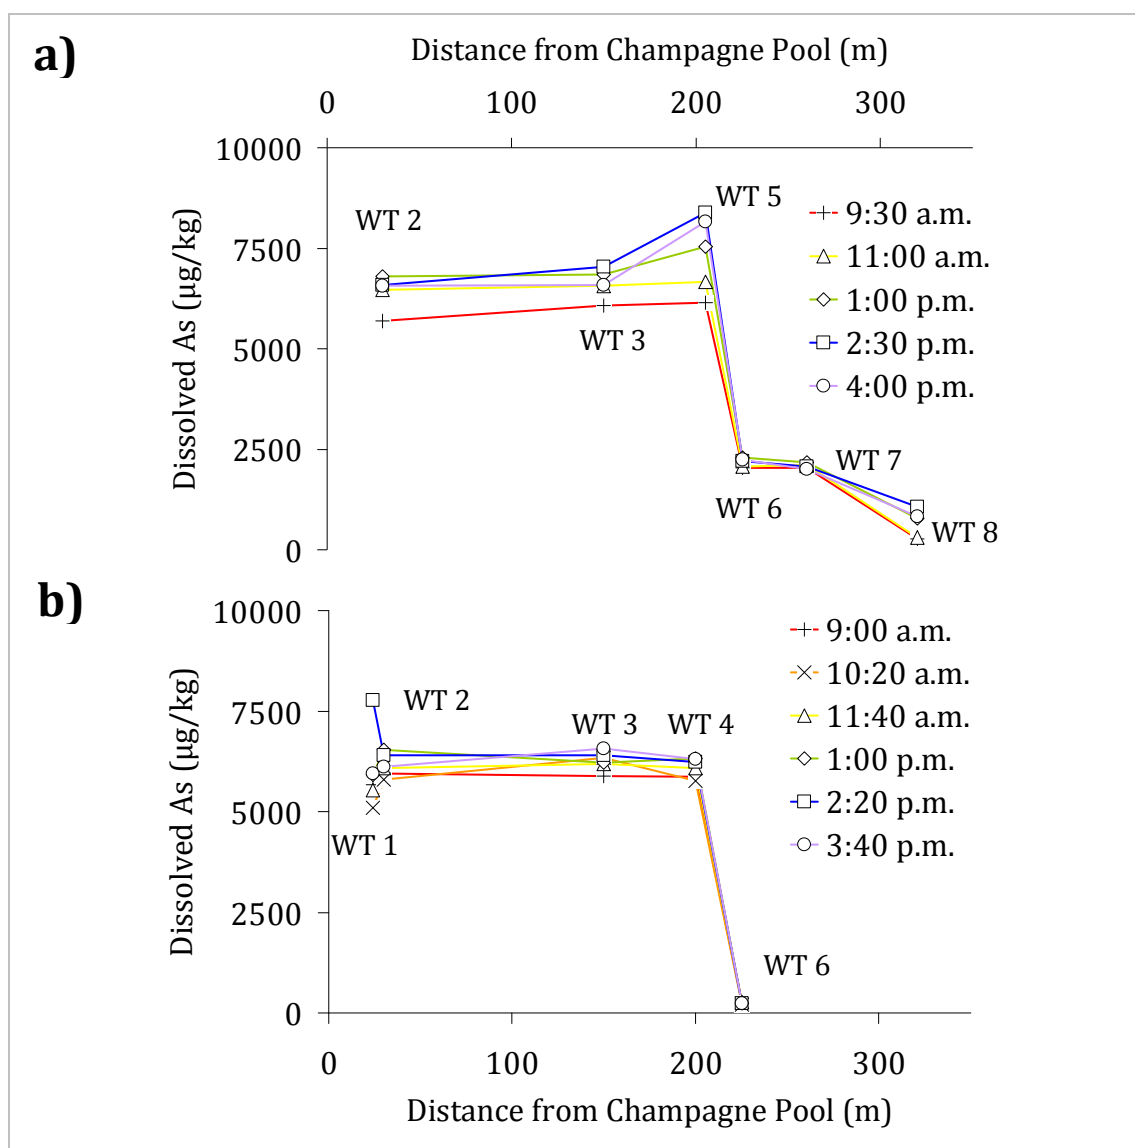 a)
Distance from Champagne Pool (m)
0 100 200 300
10000
7500
5000
2500
0
Dissolved As (µg/kg)
WT 2
WT 3
WT 5
WT 6
WT 7
WT 8
9:30 a.m.
11:00 a.m.
1:00 p.m.
2:30 p.m.
4:00 p.m.
b)
10000
7500
5000
2500
0
Dissolved As (µg/kg)
WT 1
WT 2
WT 3
WT 4
WT 6
9:00 a.m.
10:20 a.m.
11:40 a.m.
1:00 p.m.
2:20 p.m.
3:40 p.m.
0 100 200 300
Distance from Champagne Pool (m)